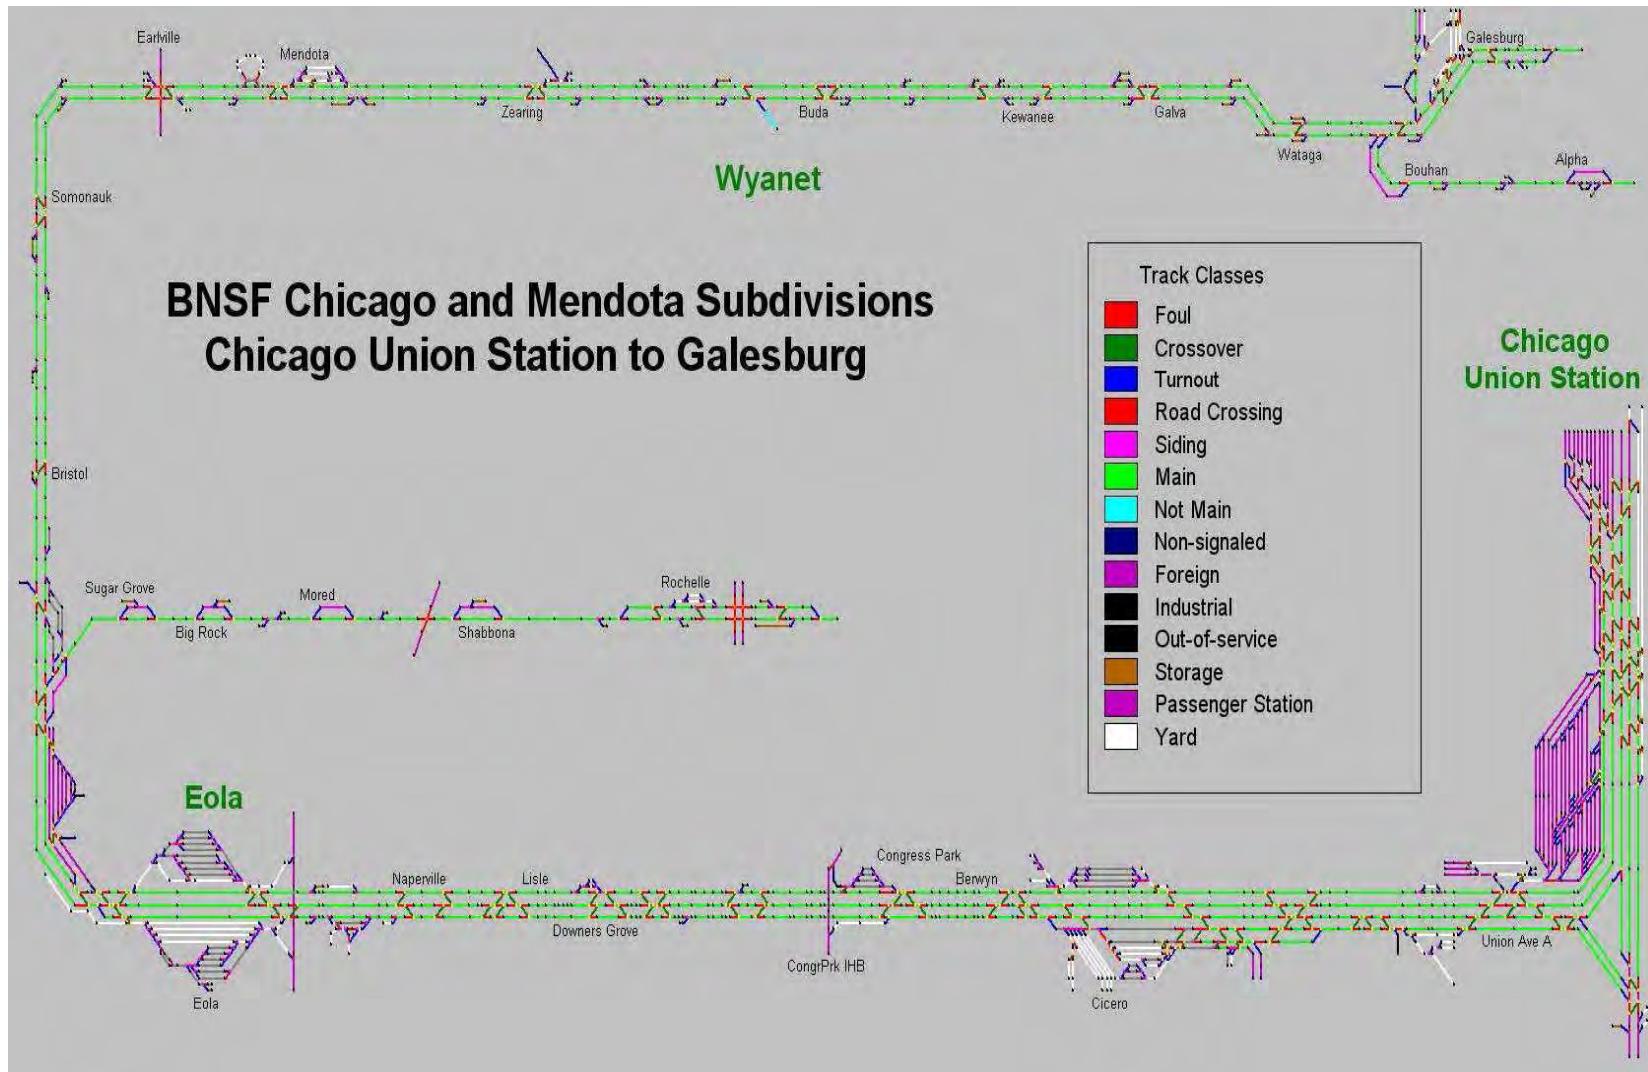 Earlville
Mendota
Galesburg
Zearing
Buda
Kewanee
Galva
Wataga
Bouhan
Alpha
Wyanet
Somonauk
BNSF Chicago and Mendota Subdivisions
Chicago Union Station to Galesburg
Track Classes
Foul
Crossover
Turnout
Road Crossing
Siding
Main
Not Main
Non-signaled
Foreign
Industrial
Out-of-service
Storage
Passenger Station
Yard
Chicago
Union Station
Bristol
Sugar Grove
Big Rock
Mored
Shabbona
Rochelle
Eola
Naperville
Lisle
Downers Grove
Congress Park
Berwyn
CongrPrk IHB
Cicero
Union Ave A
Eola